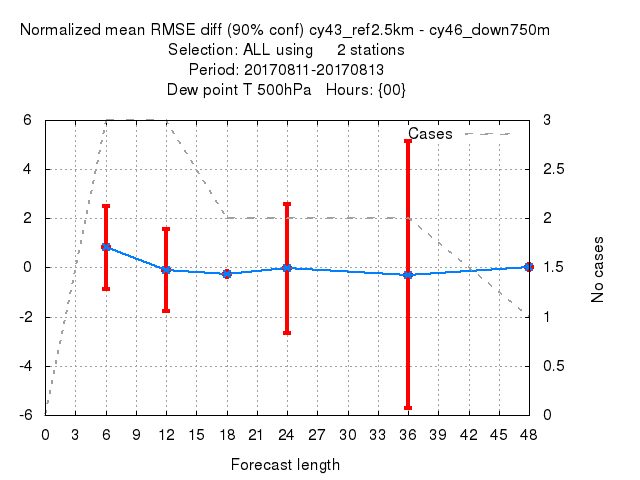 Normalized mean RMSE diff (90% conf) cy43_ref2.5km - cy46_down750m
Selection: ALL using 2 stations
Period: 20170811-20170813
Dew point T 500hPa Hours: {00}
Cases
6
4
2
0
-2
-4
-6
3
2.5
2
1.5
1
0.5
0
No cases
0 3 6 9 12 15 18 21 24 27 30 33 36 39 42 45 48
Forecast length